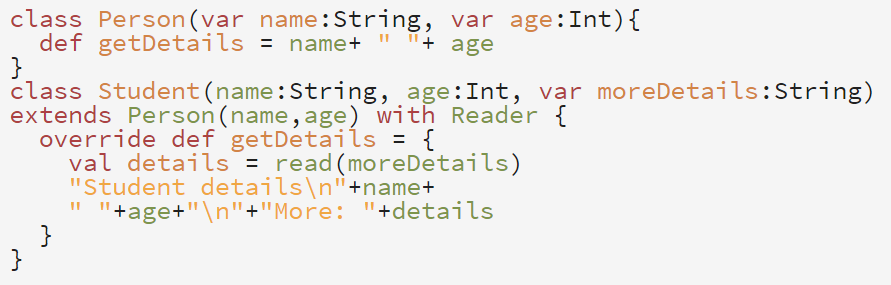 class Person(var name:String, var age:Int){
  def getDetails = name+ " "+ age
}
class Student(name:String, age:Int, var moreDetails:String)
extends Person(name,age) with Reader {
  override def getDetails = {
    val details = read(moreDetails)
    "Student details\n"+name+
    " "+age+"\n"+"More: "+details
  }
}